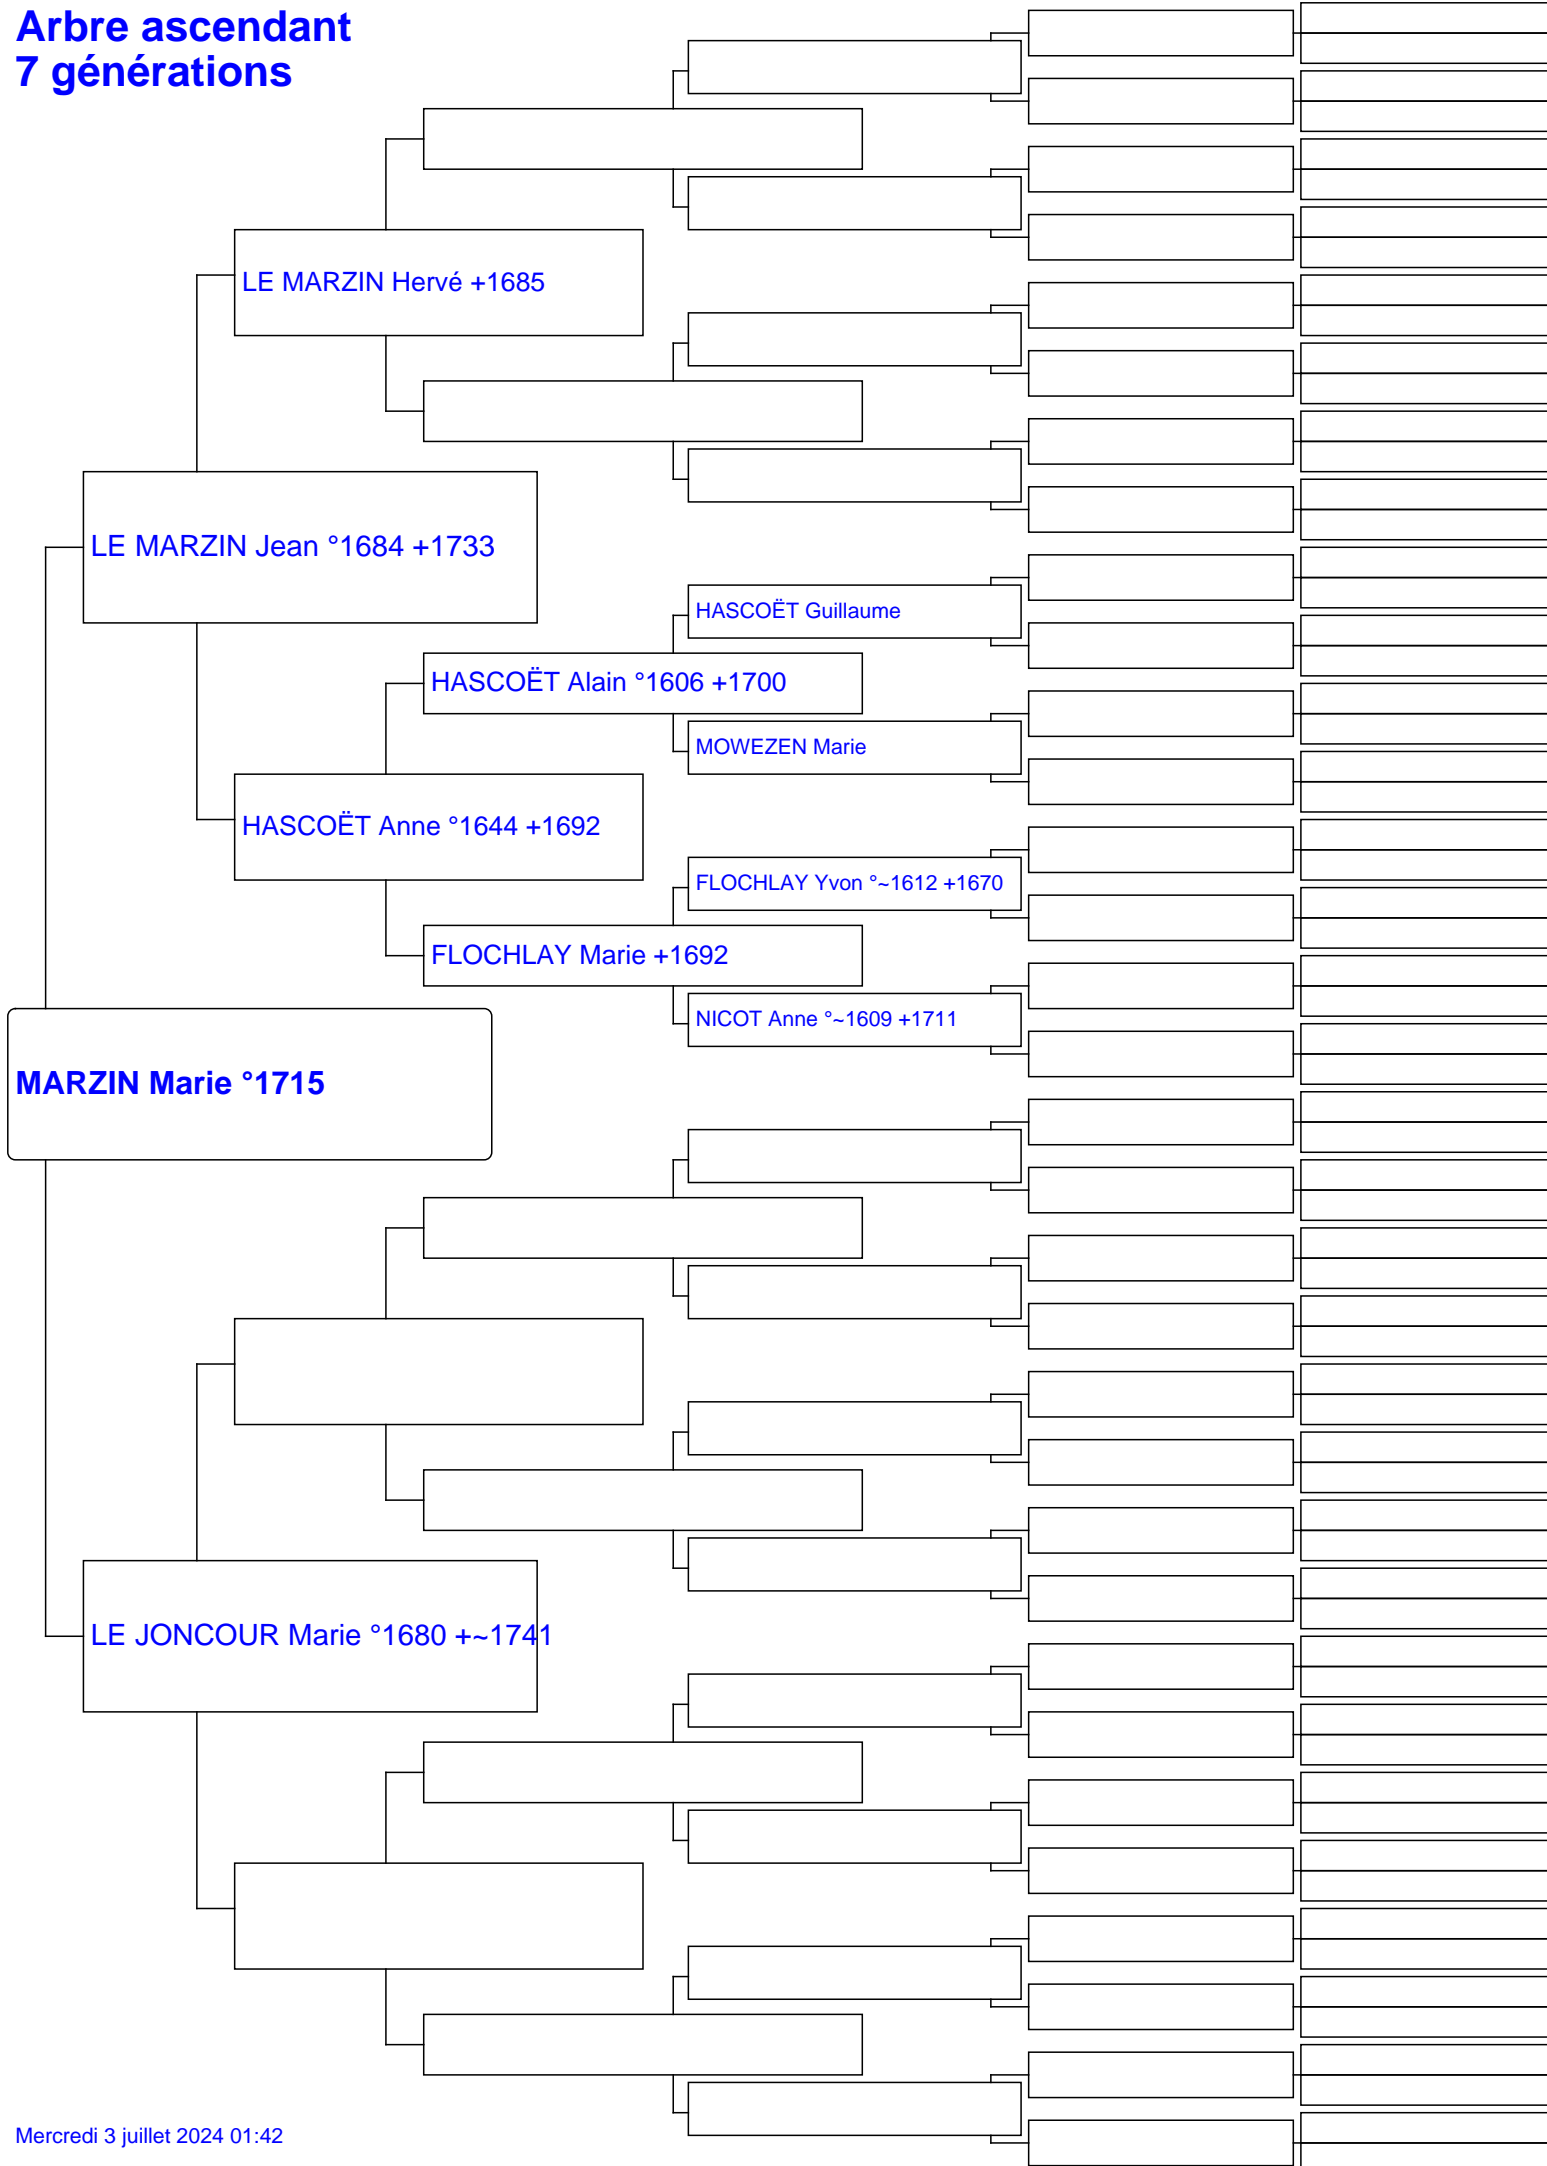 Arbre ascendant
7 générations
LE MARZIN Hervé +1685
LE MARZIN Jean °1684 +1733
HASCOËT Guillaume
HASCOËT Alain °1606 +1700
MOWEZEN Marie
HASCOËT Anne °1644 +1692
FLOCHLAY Yvon °~1612 +1670
FLOCHLAY Marie +1692
NICOT Anne °~1609 +1711
MARZIN Marie °1715
LE JONCOUR Marie °1680 +~1741
Mercredi 3 juillet 2024 01:42